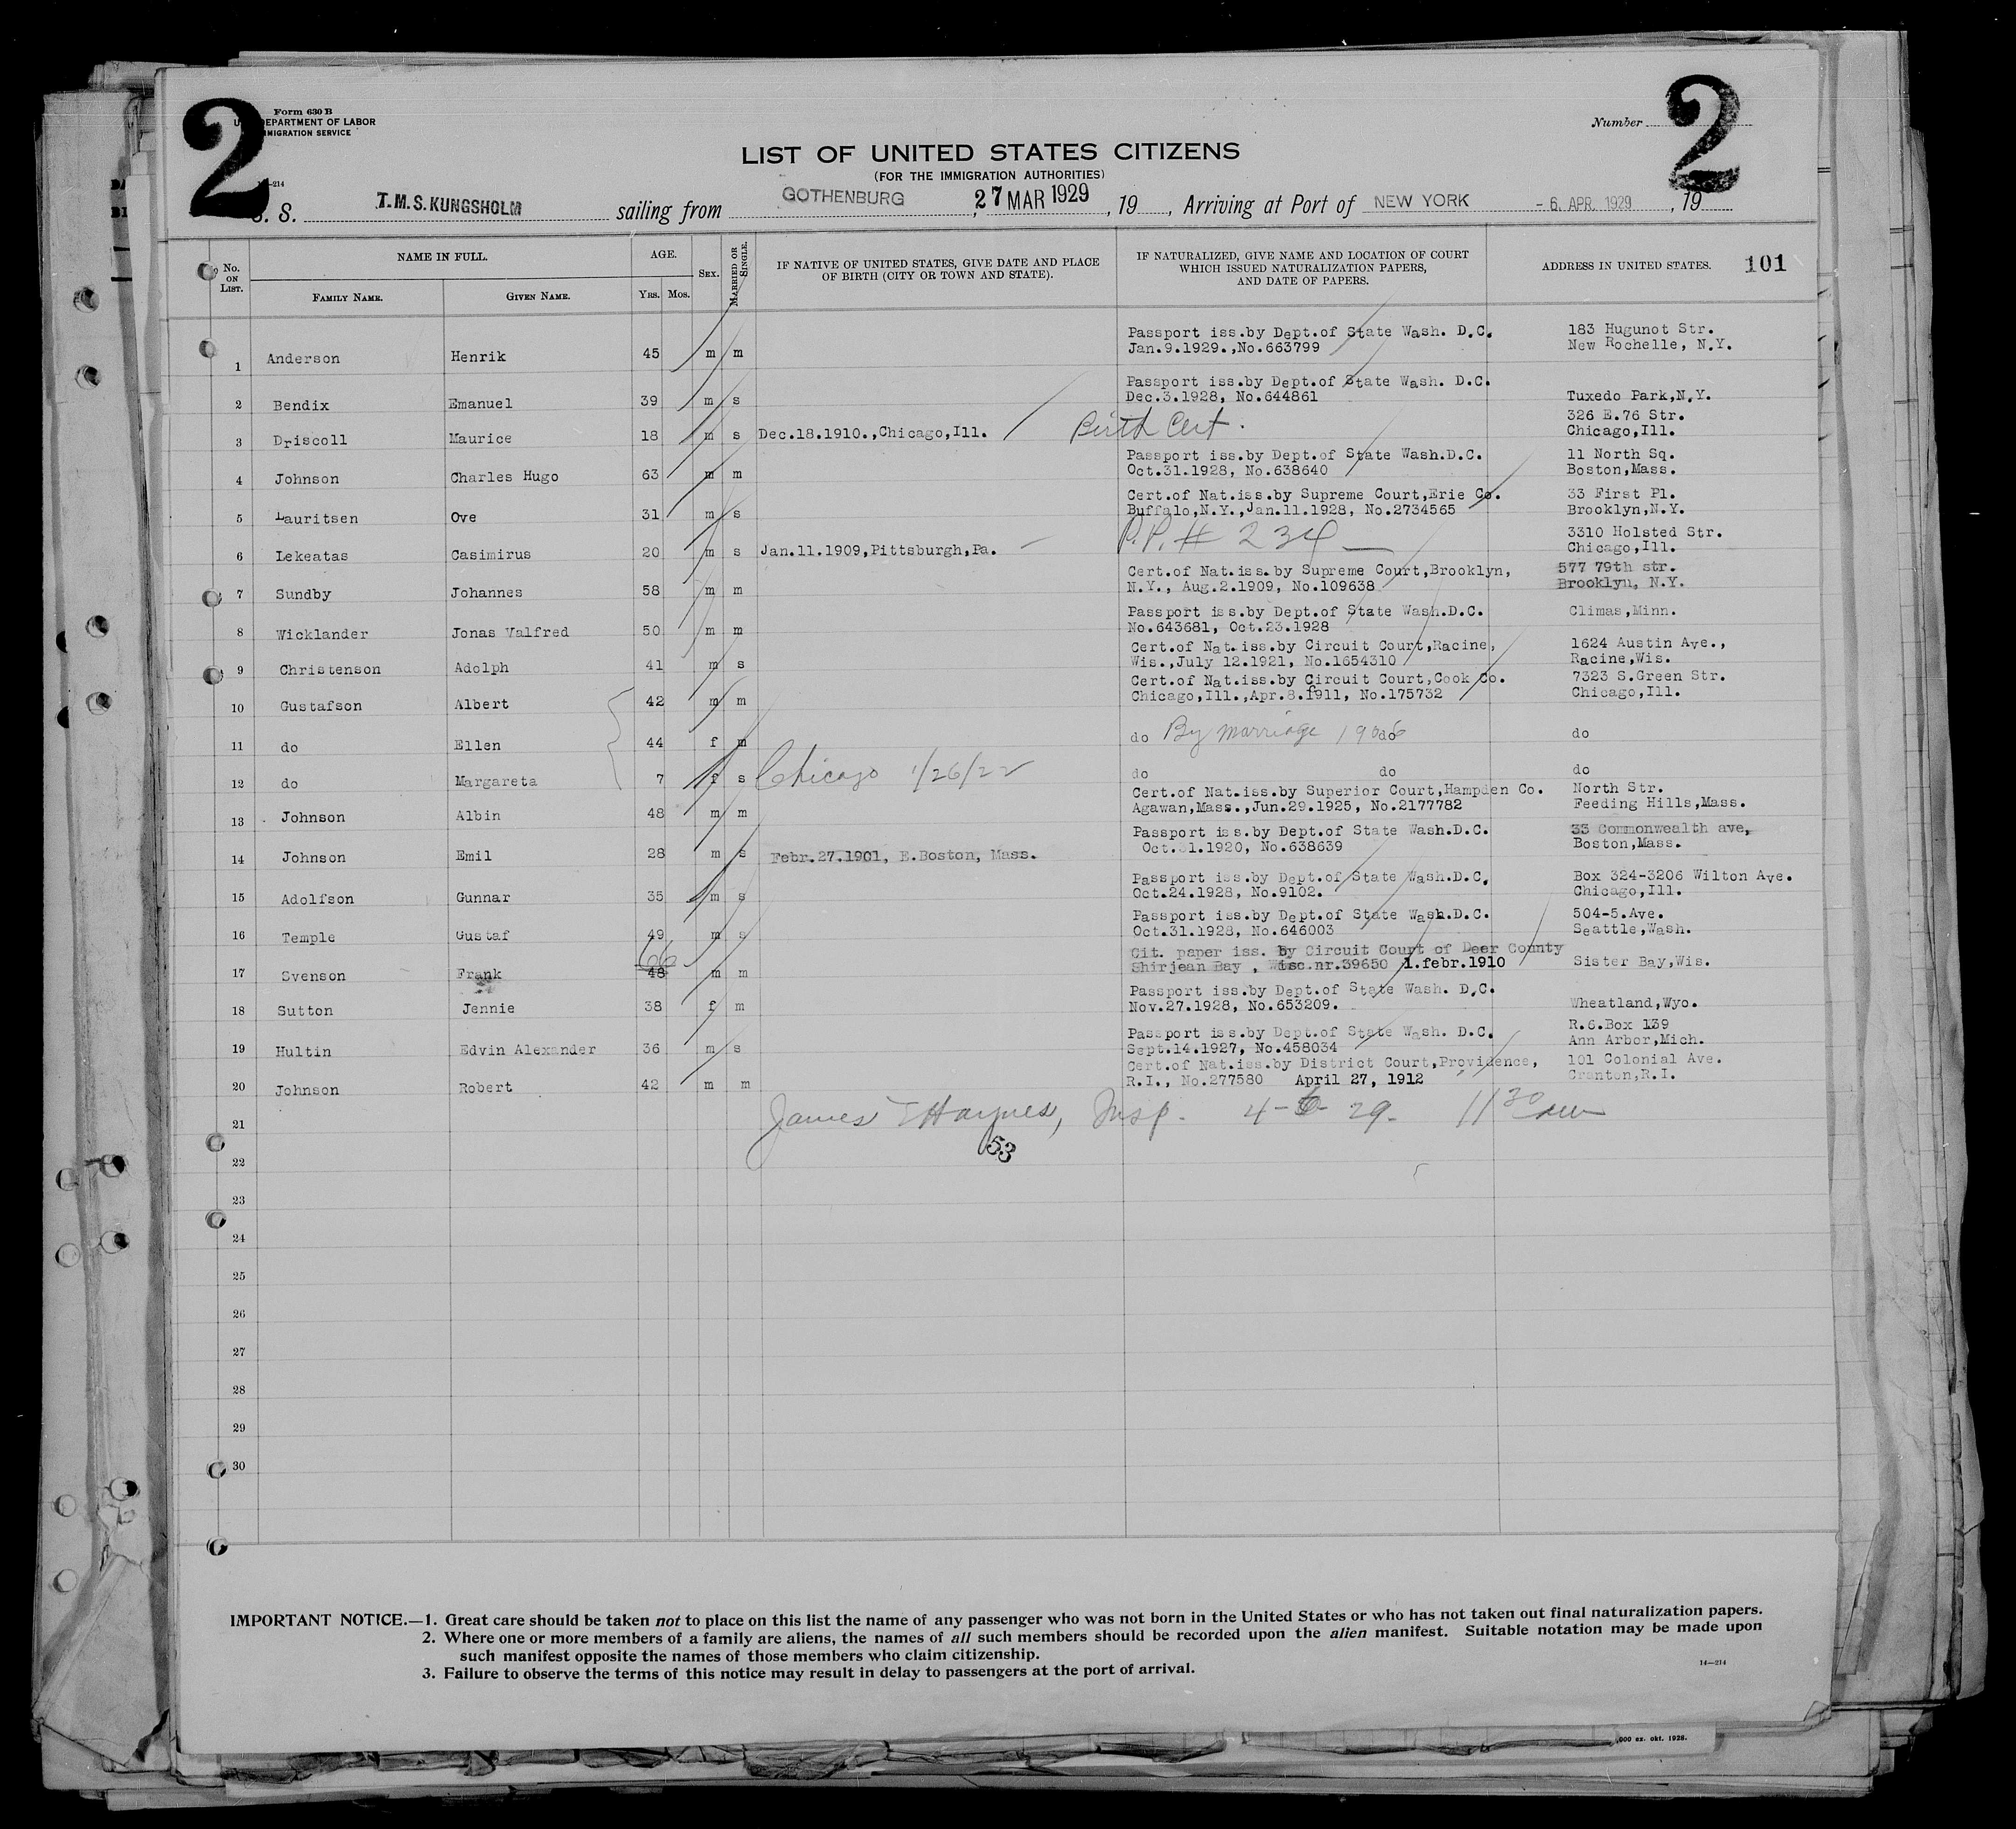 2
Form 630 B
U. S. DEPARTMENT OF LABOR
IMMIGRATION SERVICE
Number
2
LIST OF UNITED STATES CITIZENS
(FOR THE IMMIGRATION AUTHORITIES)
14—214
S. S. T.M.S. KUNGSHOLM sailing from GOTHENBURG 27 MAR 1929, 19, Arriving at Port of NEW YORK - 6. APR. 1929, 19
No. ON LIST.
NAME IN FULL.
FAMILY NAME. GIVEN NAME.
AGE.
YRS. MOS.
SEX.
MARRIED OR SINGLE.
IF NATIVE OF UNITED STATES, GIVE DATE AND PLACE
OF BIRTH (CITY OR TOWN AND STATE).
IF NATURALIZED, GIVE NAME AND LOCATION OF COURT
WHICH ISSUED NATURALIZATION PAPERS,
AND DATE OF PAPERS.
ADDRESS IN UNITED STATES. 101
Passport iss.by Dept.of State Wash. D.C. 183 Hugunot Str.
1 Anderson Henrik 45 m m Jan.9.1929.,No.663799 New Rochelle, N.Y.
Passport iss.by Dept.of State Wash. D.C.
2 Bendix Emanuel 39 m s Dec.3.1928, No.644861 Tuxedo Park,N.Y.
326 E.76 Str.
3 Driscoll Maurice 18 m s Dec.18.1910.,Chicago,Ill. Birth Cert. Chicago,Ill.
Passport iss.by Dept.of State Wash.D.C. 11 North Sq.
4 Johnson Charles Hugo 63 m m Oct.31.1928, No.638640 Boston,Mass.
Cert.of Nat.iss.by Supreme Court,Erie Co. 33 First Pl.
5 Lauritsen Ove 31 m s Buffalo,N.Y.,Jan.11.1928, No.2734565 Brooklyn,N.Y.
P.P. # 234 3310 Holsted Str.
6 Lekeatas Casimirus 20 m s Jan.11.1909,Pittsburgh,Pa. Chicago,Ill.
Cert.of Nat.iss.by Supreme Court,Brooklyn, 577 79th str.
7 Sundby Johannes 58 m m N.Y., Aug.2.1909, No.109638 Brooklyn, N.Y.
Passport iss.by Dept.of State Wash.D.C. Climas,Minn.
8 Wicklander Jonas Valfred 50 m m No.643681, Oct.23.1928
Cert.of Nat.iss.by Circuit Court,Racine, 1624 Austin Ave.,
9 Christenson Adolph 41 m s Wis.,July 12.1921, No.1654310 Racine,Wis.
Cert.of Nat.iss.by Circuit Court,Cook Co. 7323 S.Green Str.
10 Gustafson Albert 42 m m Chicago,Ill.,Apr.8.1911, No.175732 Chicago,Ill.
11 do Ellen 44 f m do By marriage 1906 do do
12 do Margareta 7 f s Chicago 1/26/22 do do do
Cert.of Nat.iss.by Superior Court,Hampden Co. North Str.
13 Johnson Albin 48 m m Agawan,Mass.,Jun.29.1925, No.2177782 Feeding Hills,Mass.
Passport iss.by Dept.of State Wash.D.C. 33 Commonwealth ave,
14 Johnson Emil 28 m s Febr.27.1901, E.Boston, Mass. Oct.31.1920, No.638639 Boston,Mass.
Passport iss.by Dept.of State Wash.D.C. Box 324-3206 Wilton Ave.
15 Adolfson Gunnar 35 m s Oct.24.1928, No.9102. Chicago,Ill.
Passport iss.by Dept.of State Wash.D.C. 504-5.Ave.
16 Temple Gustaf 49 m s Oct.31.1928, No.646003 Seattle,Wash.
66 Cit. paper iss. By Circuit Court of Deer County
17 Svenson Frank 48 m m Shirjean Bay , Wisc.nr.39650 1.febr.1910 Sister Bay,Wis.
Passport iss.by Dept.of State Wash. D.C.
18 Sutton Jennie 38 f m Nov.27.1928, No.653209. Wheatland,Wyo.
Passport iss.by Dept.of State Wash. D.C. R.6.Box 139
19 Hultin Edvin Alexander 36 m s Sept.14.1927, No.458034 Ann Arbor,Mich.
Cert.of Nat.iss.by District Court,Providence, 101 Colonial Ave.
20 Johnson Robert 42 m m R.I., No.277580 April 27, 1912 Cranton,R.I.
21 James T Haynes, Insp. 4-6-29. 11 30 am
53
22
23
24
25
26
27
28
29
30
IMPORTANT NOTICE.—1. Great care should be taken not to place on this list the name of any passenger who was not born in the United States or who has not taken out final naturalization papers.
2. Where one or more members of a family are aliens, the names of all such members should be recorded upon the alien manifest. Suitable notation may be made upon
such manifest opposite the names of those members who claim citizenship.
3. Failure to observe the terms of this notice may result in delay to passengers at the port of arrival.
14—214
,000 ex. okt. 1928.